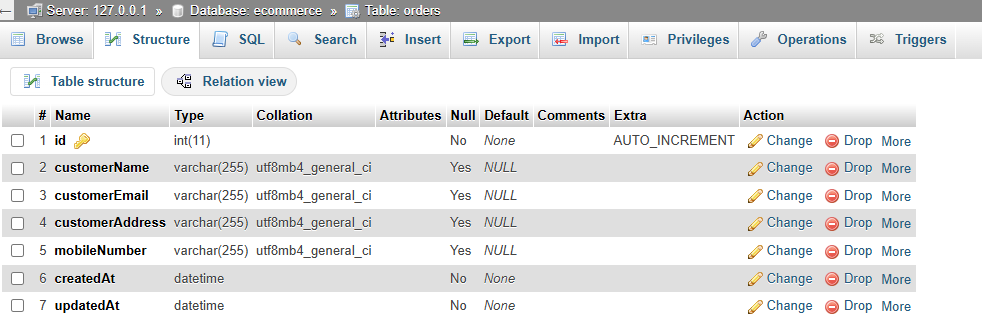 Server: 127.0.0.1 » Database: ecommerce » Table: orders
Browse Structure SQL Search Insert Export Import Privileges Operations Triggers
Table structure Relation view
# Name Type Collation Attributes Null Default Comments Extra Action
1 id int(11) No None AUTO_INCREMENT Change Drop More
2 customerName varchar(255) utf8mb4_general_ci Yes NULL Change Drop More
3 customerEmail varchar(255) utf8mb4_general_ci Yes NULL Change Drop More
4 customerAddress varchar(255) utf8mb4_general_ci Yes NULL Change Drop More
5 mobileNumber varchar(255) utf8mb4_general_ci Yes NULL Change Drop More
6 createdAt datetime No None Change Drop More
7 updatedAt datetime No None Change Drop More